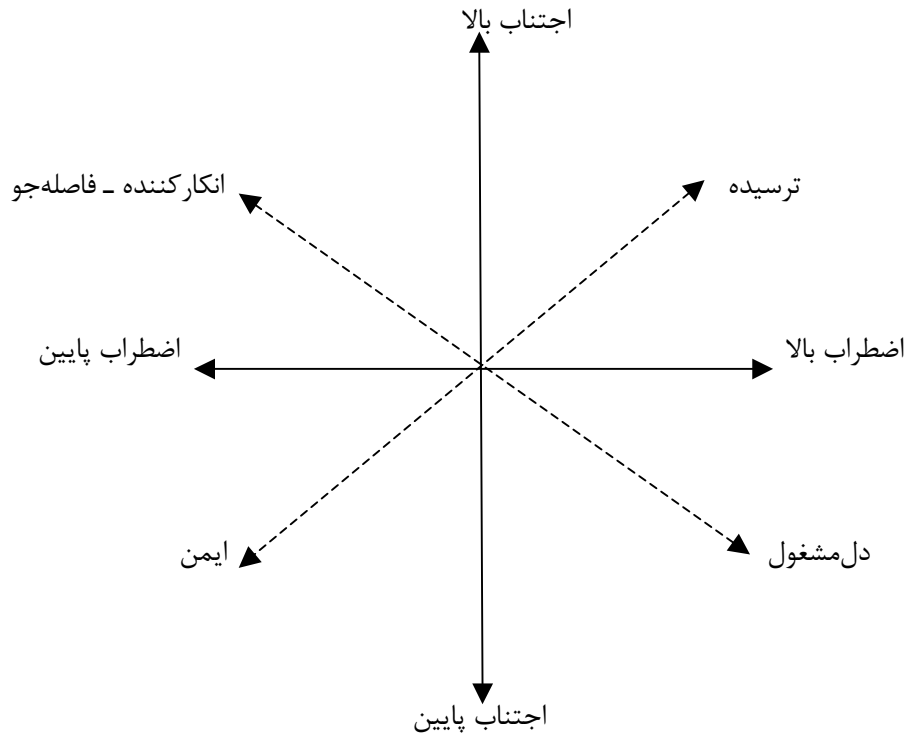 اجتناب بالا
ترسیده
انکارکننده ـ فاصله‌جو
اضطراب بالا
اضطراب پایین
دل‌مشغول
ایمن
اجتناب پایین